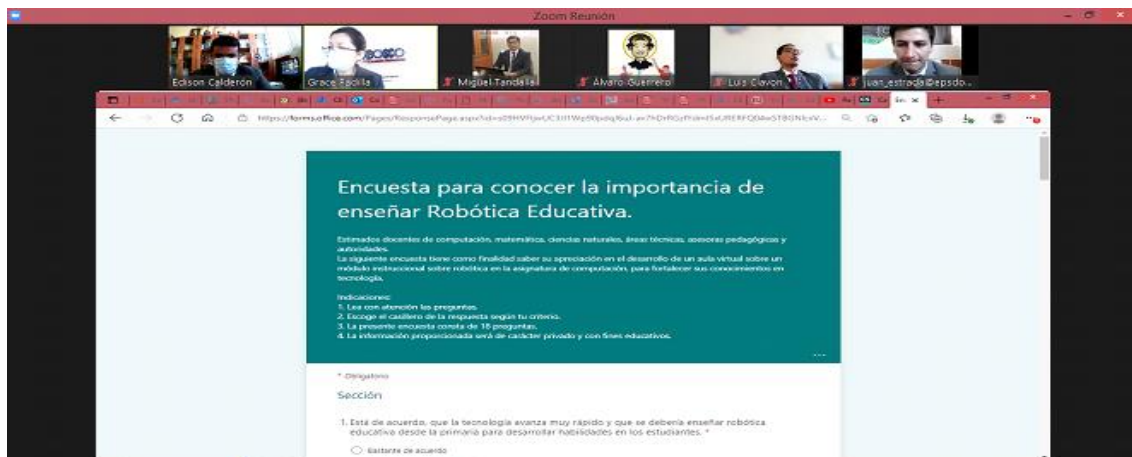 Zoom Reunión
BOSCO
Edison Calderón
Grace Padilla
Miguel Tandalla
Álvaro Guerrero
Luis Clavon
juan_estrada@epsdo...
Encuesta para conocer la importancia de
enseñar Robótica Educativa.
Estimados docentes de computación, matemática, ciencias naturales, áreas técnicas, asesoras pedagógicas y
autoridades.
La siguiente encuesta tiene como finalidad saber su apreciación en el desarrollo de un aula virtual sobre un
módulo instruccional sobre robótica en la asignatura de computación, para fortalecer sus conocimientos en
tecnología.
Indicaciones:
1. Lea con atención las preguntas.
2. Escoge el casillero de la respuesta según tu criterio.
3. La presente encuesta consta de 18 preguntas.
4. La información proporcionada será de carácter privado y con fines educativos.
* Obligatorio
Sección
1. Está de acuerdo, que la tecnología avanza muy rápido y que se debería enseñar robótica
educativa desde la primaria para desarrollar habilidades en los estudiantes. *
Bastante de acuerdo